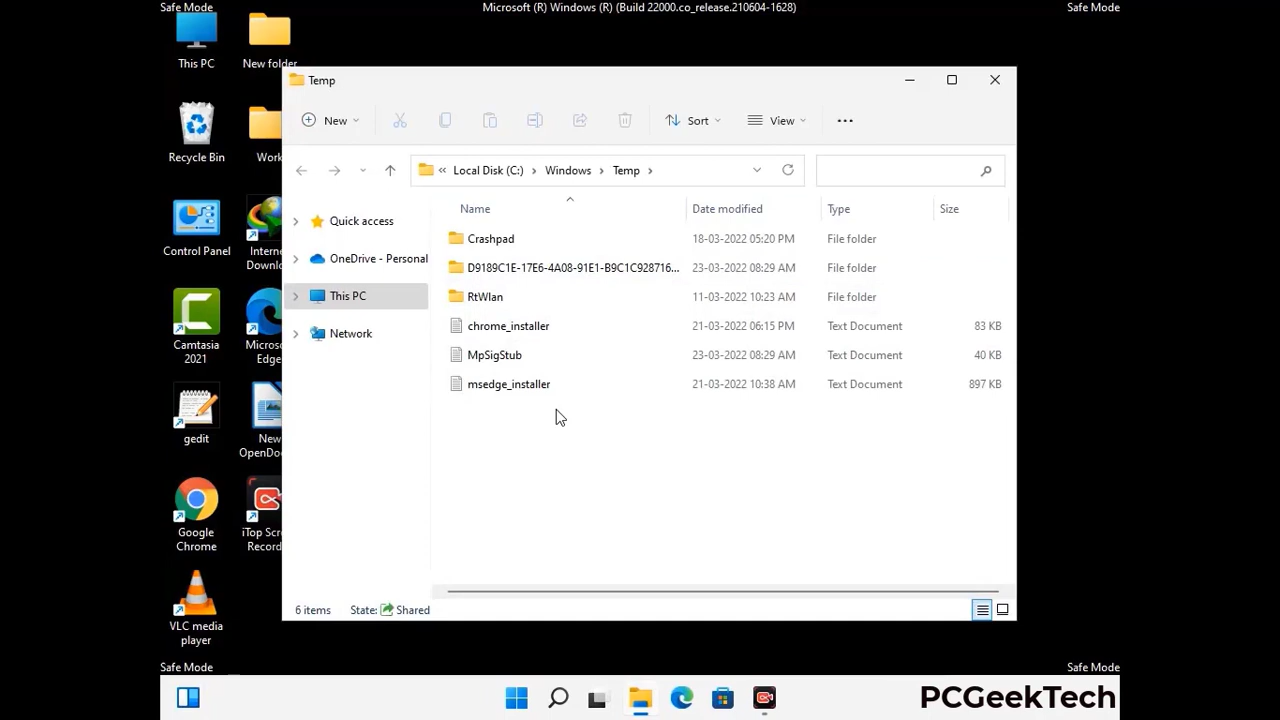 Safe Mode
Microsoft (R) Windows (R) (Build 22000.co_release.210604-1628)
Safe Mode
This PC
New folder
Recycle Bin
Work
Control Panel
Intern
Downlo
Camtasia
2021
Micros
Edge
gedit
New
OpenDo
Google
Chrome
iTop Scr
Record
VLC media
player
Temp
New
Sort
View
Local Disk (C:)
Windows
Temp
Quick access
OneDrive - Personal
This PC
Network
Name
Date modified
Type
Size
Crashpad
18-03-2022 05:20 PM
File folder
D9189C1E-17E6-4A08-91E1-B9C1C928716...
23-03-2022 08:29 AM
File folder
RtWlan
11-03-2022 10:23 AM
File folder
chrome_installer
21-03-2022 06:15 PM
Text Document
83 KB
MpSigStub
23-03-2022 08:29 AM
Text Document
40 KB
msedge_installer
21-03-2022 10:38 AM
Text Document
897 KB
6 items
State:
Shared
Safe Mode
Safe Mode
PCGeekTech